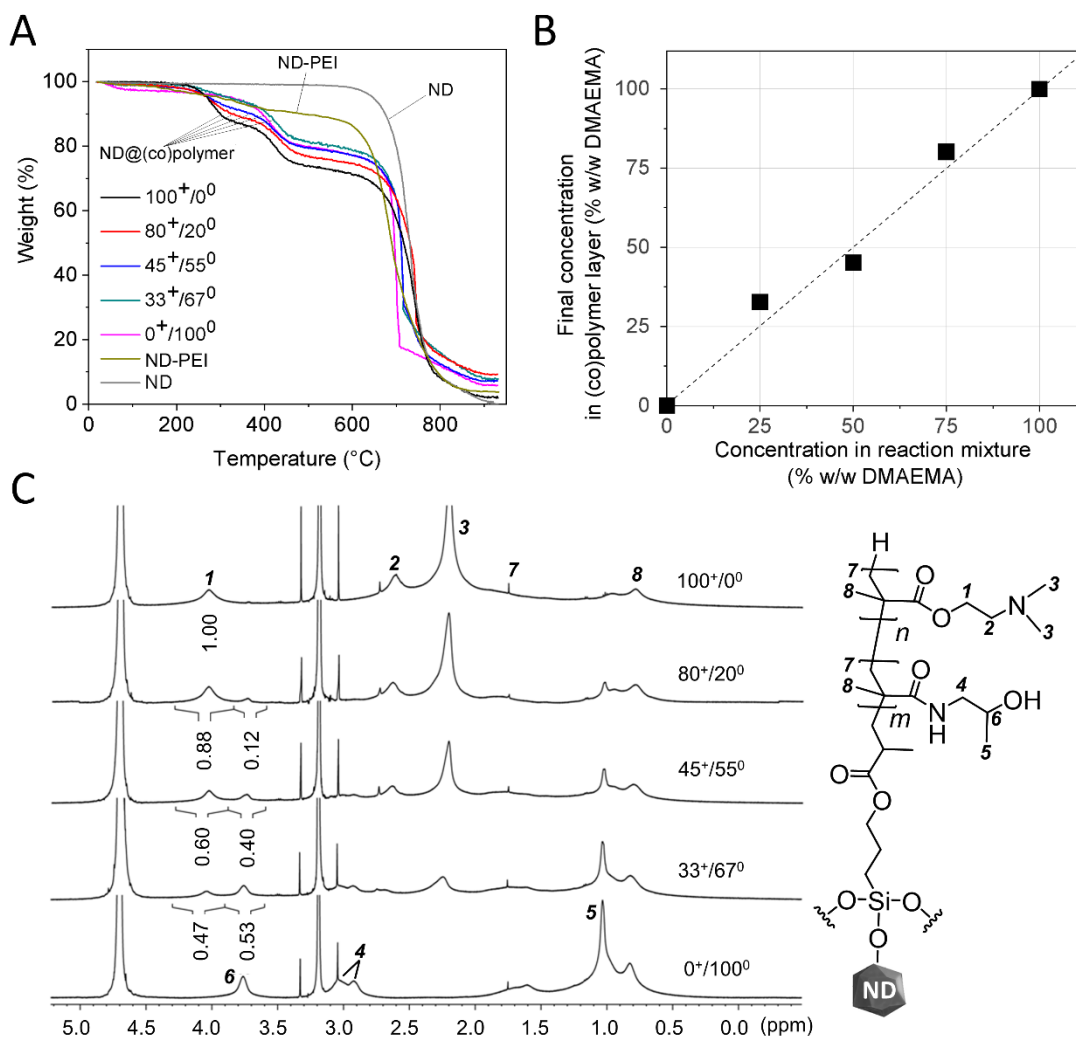 A
ND-PEI
ND
ND@(co)polymer
100⁺/0⁰
80⁺/20⁰
45⁺/55⁰
33⁺/67⁰
0⁺/100⁰
ND-PEI
ND
100
80
60
40
20
0
Weight (%)
0
200
400
600
800
Temperature (°C)
B
100
75
50
25
0
Final concentration
in (co)polymer layer (% w/w DMAEMA)
0
25
50
75
100
Concentration in reaction mixture
(% w/w DMAEMA)
C
1
2
3
7
8
100⁺/0⁰
1.00
80⁺/20⁰
0.88
0.12
45⁺/55⁰
0.60
0.40
33⁺/67⁰
0.47
0.53
6
4
5
0⁺/100⁰
5.0
4.5
4.0
3.5
3.0
2.5
2.0
1.5
1.0
0.5
0.0
(ppm)
H
7
8
O
O
1
2
N
3
3
n
7
8
O
m
N
H
4
6
OH
5
O
O
O
Si
O
O
ND